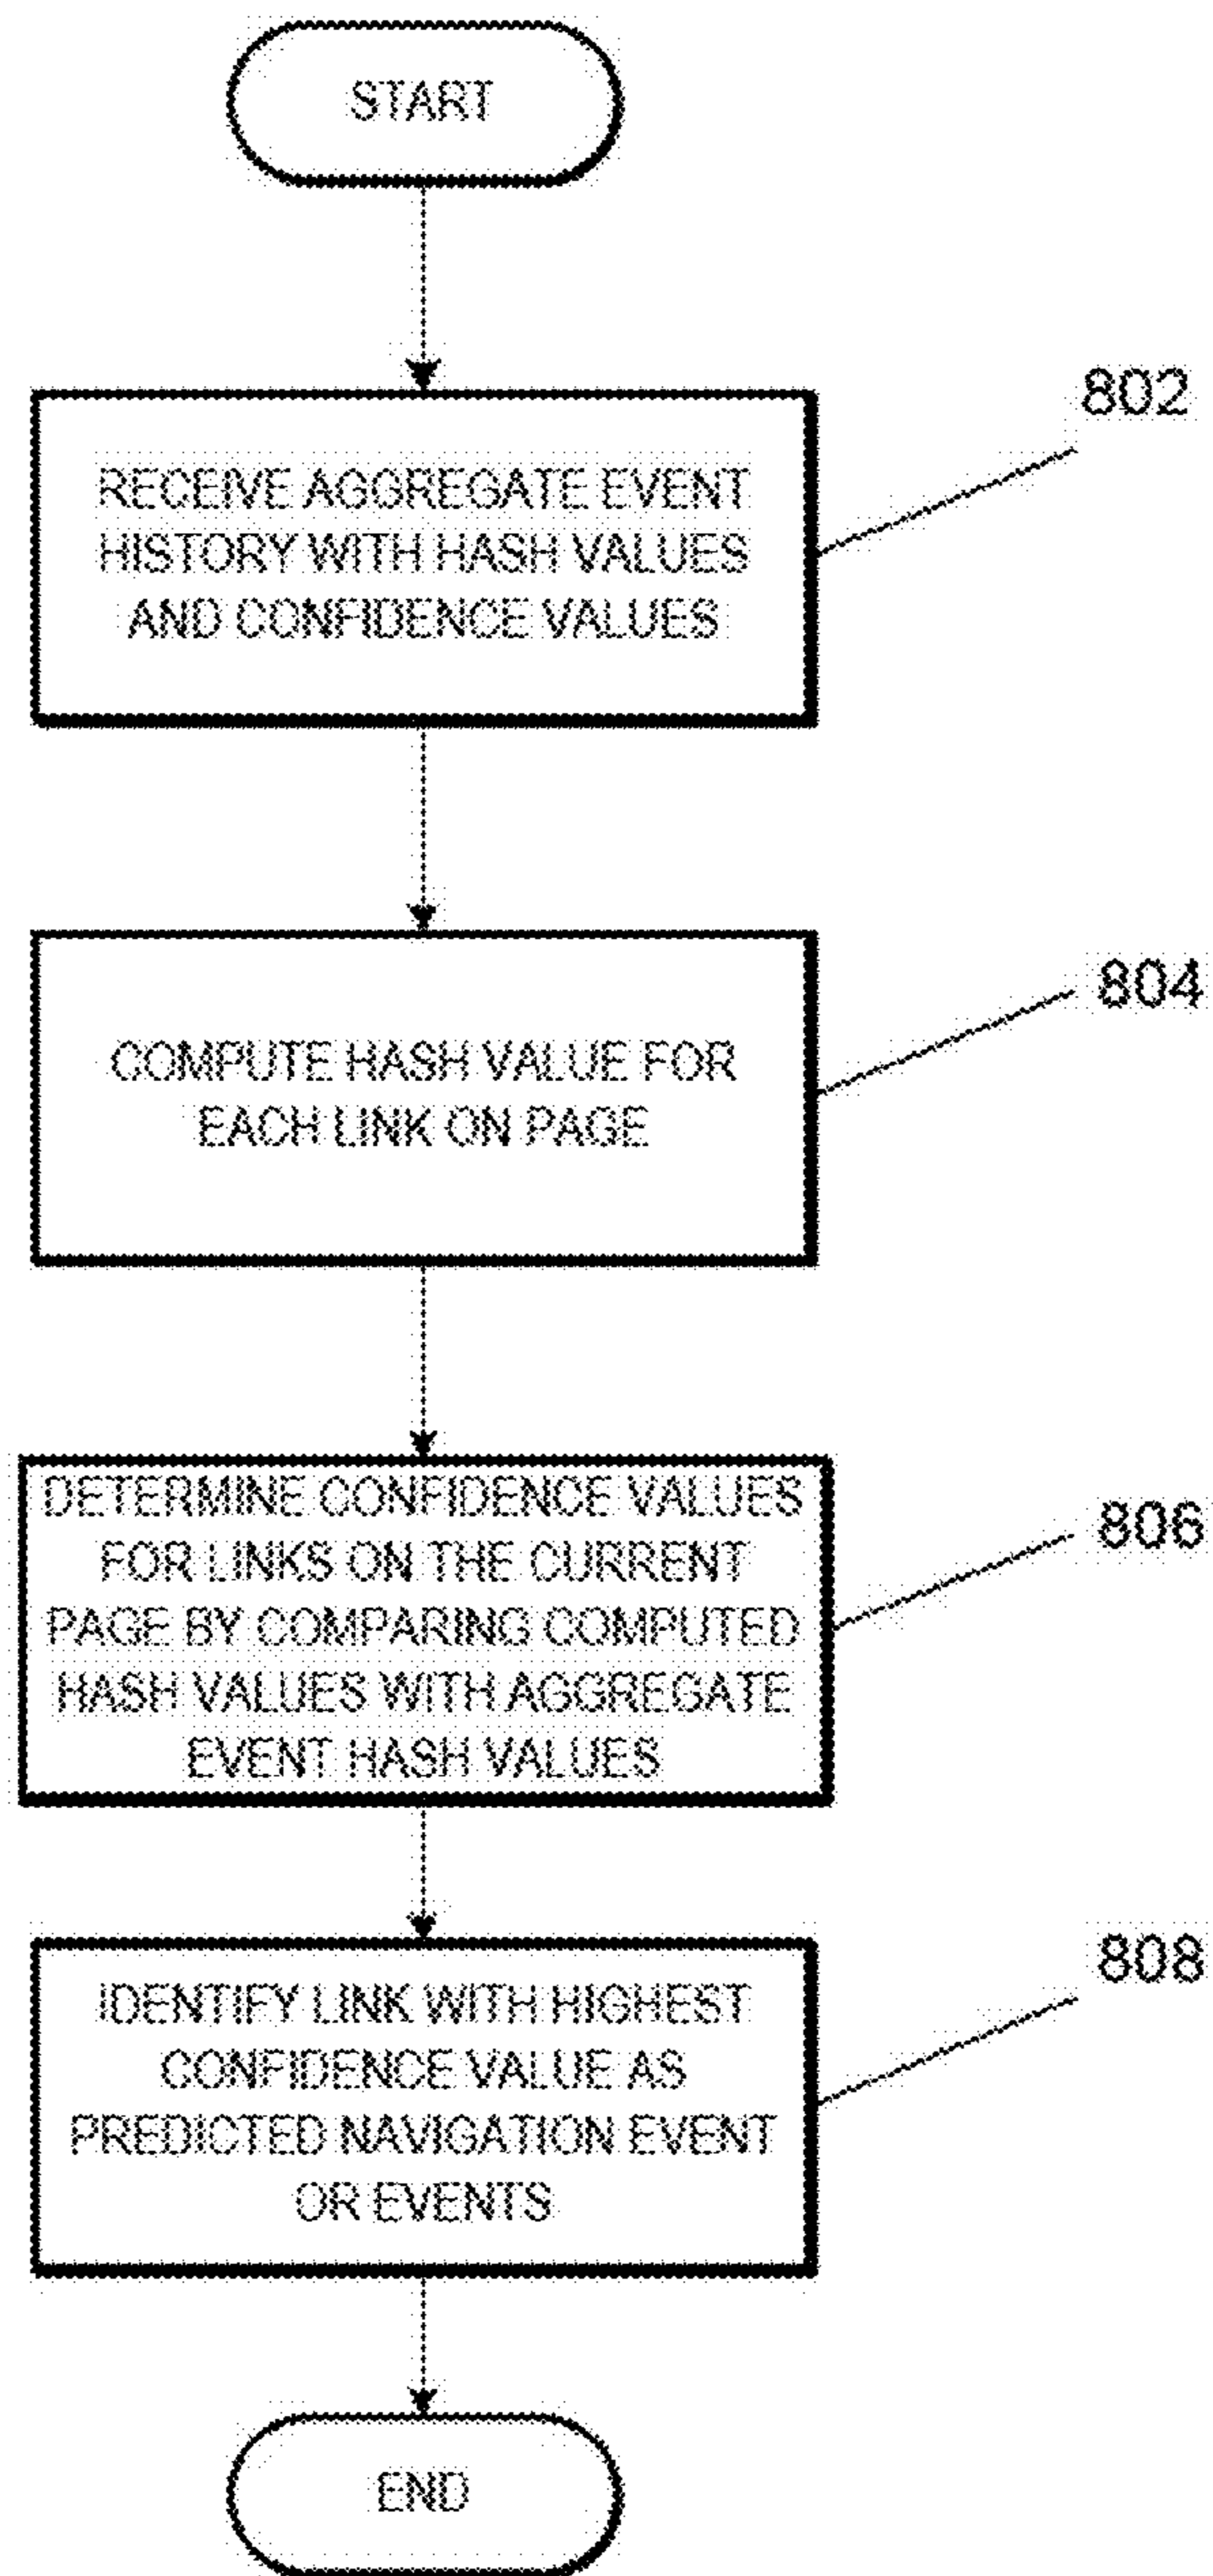 START
802
RECEIVE AGGREGATE EVENT
HISTORY WITH HASH VALUES
AND CONFIDENCE VALUES
804
COMPUTE HASH VALUE FOR
EACH LINK ON PAGE
806
DETERMINE CONFIDENCE VALUES
FOR LINKS ON THE CURRENT
PAGE BY COMPARING COMPUTED
HASH VALUES WITH AGGREGATE
EVENT HASH VALUES
808
IDENTIFY LINK WITH HIGHEST
CONFIDENCE VALUE AS
PREDICTED NAVIGATION EVENT
OR EVENTS
END